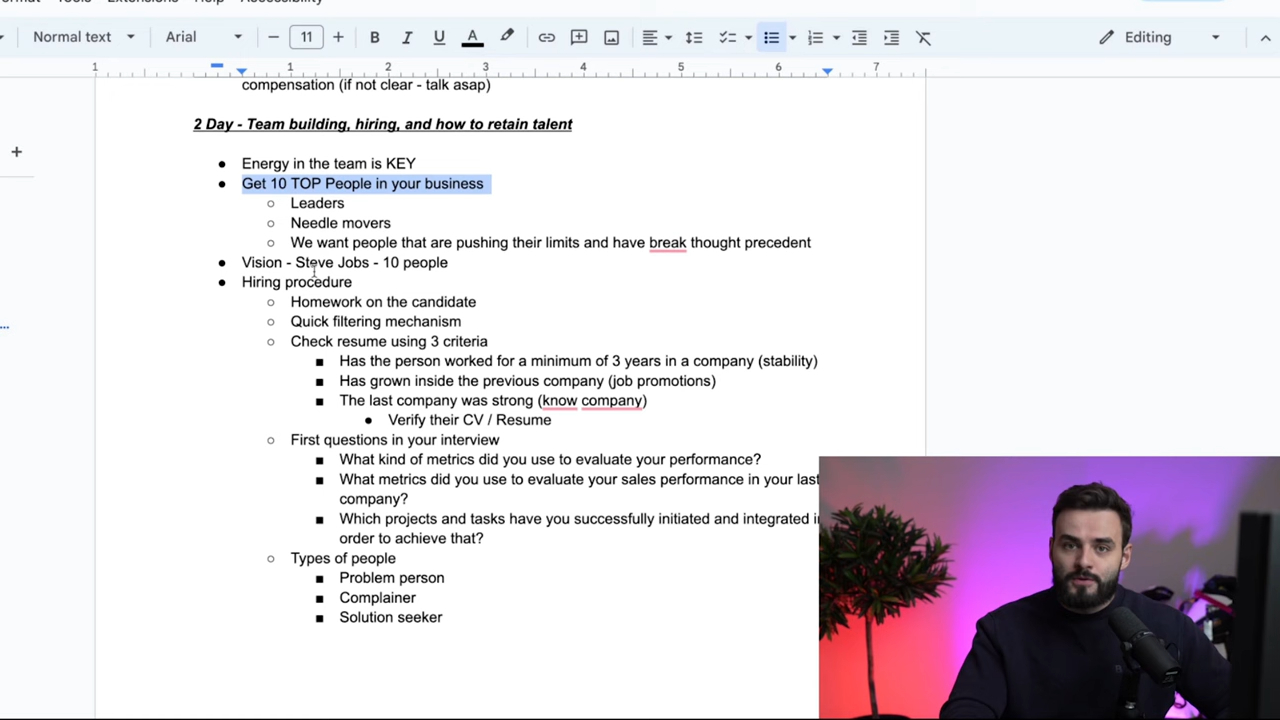 Normal text
Arial
11
B I U A
Editing
1 1 2 3 4 5 6 7
compensation (if not clear - talk asap)
2 Day - Team building, hiring, and how to retain talent
Energy in the team is KEY
Get 10 TOP People in your business
Leaders
Needle movers
We want people that are pushing their limits and have break thought precedent
Vision - Steve Jobs - 10 people
Hiring procedure
Homework on the candidate
Quick filtering mechanism
Check resume using 3 criteria
Has the person worked for a minimum of 3 years in a company (stability)
Has grown inside the previous company (job promotions)
The last company was strong (know company)
Verify their CV / Resume
First questions in your interview
What kind of metrics did you use to evaluate your performance?
What metrics did you use to evaluate your sales performance in your last
company?
Which projects and tasks have you successfully initiated and integrated
order to achieve that?
Types of people
Problem person
Complainer
Solution seeker